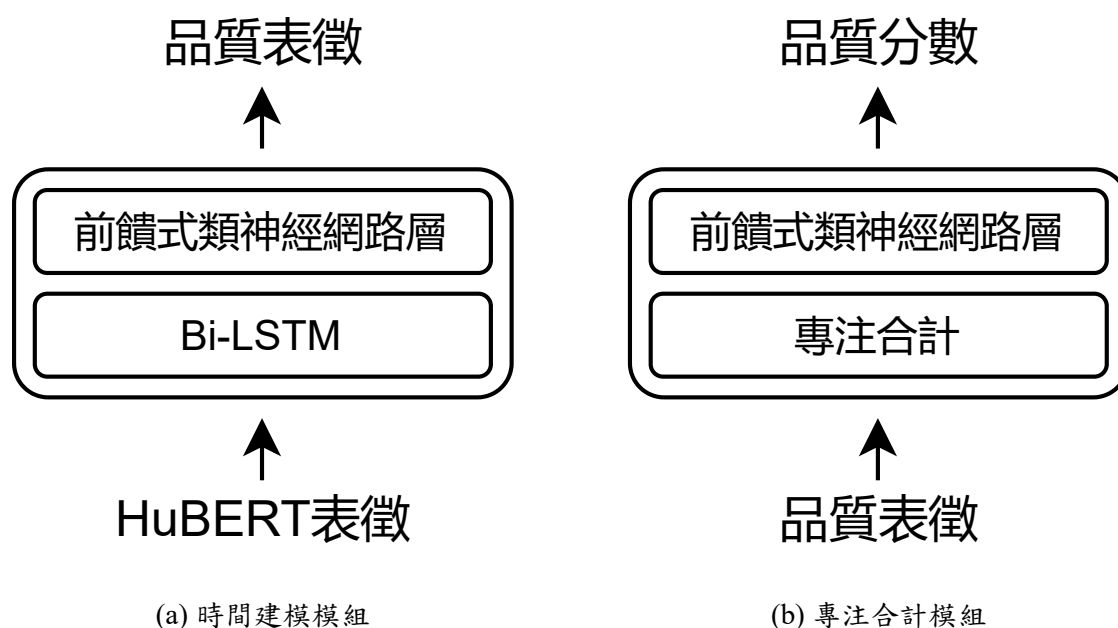 品質表徵
前饋式類神經網路層
Bi-LSTM
HuBERT表徵
(a) 時間建模模組
品質分數
前饋式類神經網路層
專注合計
品質表徵
(b) 專注合計模組